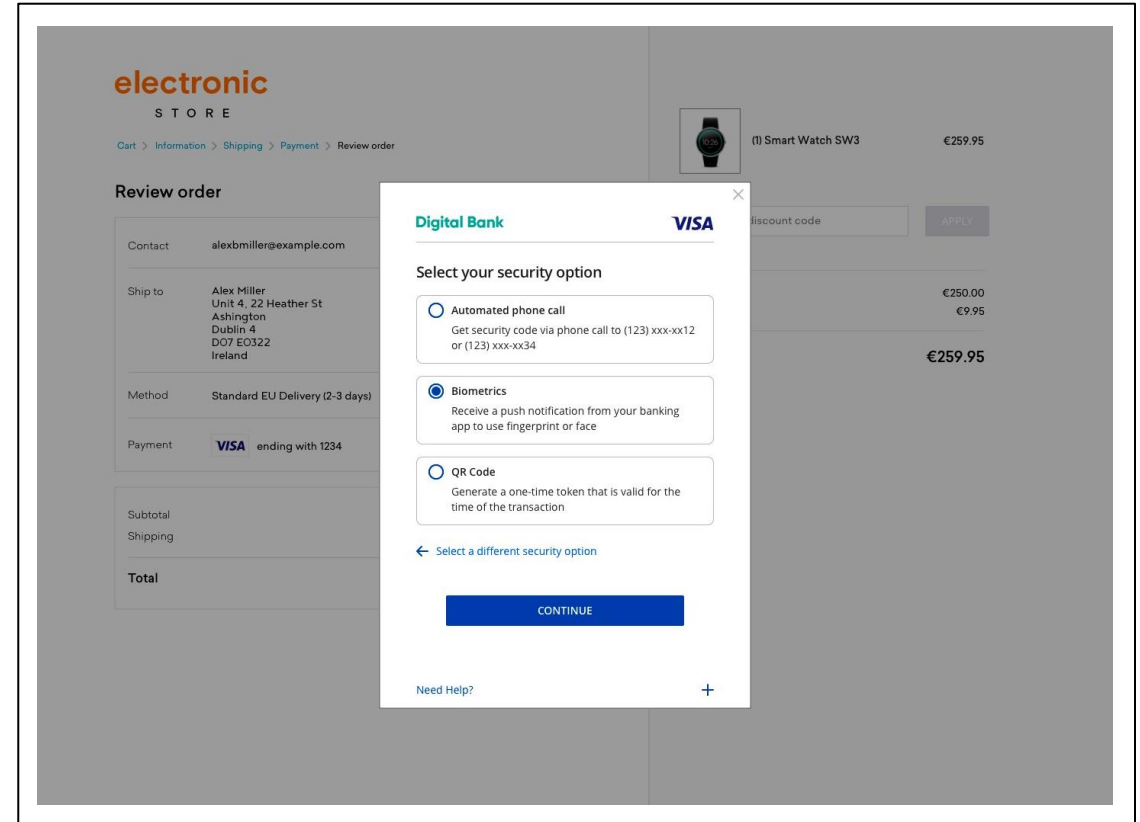 electronic
STORE
Cart > Information > Shipping > Payment > Review order
Review order
Contact alexbmiller@example.com
Ship to Alex Miller
Unit 4, 22 Heather St
Ashington
Dublin 4
DO7 EO322
Ireland
Method Standard EU Delivery (2-3 days)
Payment VISA ending with 1234
Subtotal
Shipping
Total
10:26
(1) Smart Watch SW3 €259.95
discount code APPLY
€250.00
€9.95
€259.95
Digital Bank VISA
Select your security option
Automated phone call
Get security code via phone call to (123) xxx-xx12
or (123) xxx-xx34
Biometrics
Receive a push notification from your banking
app to use fingerprint or face
QR Code
Generate a one-time token that is valid for the
time of the transaction
← Select a different security option
CONTINUE
Need Help? +